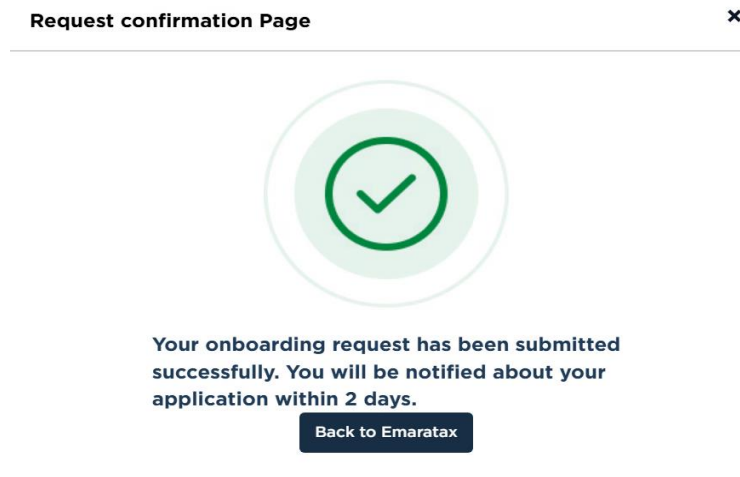 Request confirmation Page
×
Your onboarding request has been submitted
successfully. You will be notified about your
application within 2 days.
Back to Emaratax